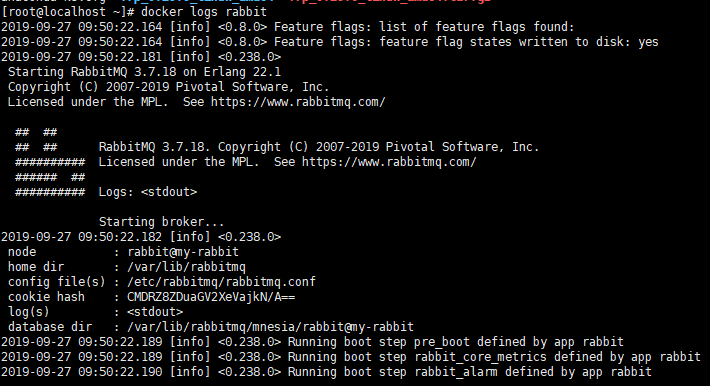 [root@localhost ~]# docker logs rabbit
2019-09-27 09:50:22.164 [info] <0.8.0> Feature flags: list of feature flags found:
2019-09-27 09:50:22.164 [info] <0.8.0> Feature flags: feature flag states written to disk: yes
2019-09-27 09:50:22.181 [info] <0.238.0>
 Starting RabbitMQ 3.7.18 on Erlang 22.1
 Copyright (C) 2007-2019 Pivotal Software, Inc.
 Licensed under the MPL.  See https://www.rabbitmq.com/

  ##  ##
  ##  ##      RabbitMQ 3.7.18. Copyright (C) 2007-2019 Pivotal Software, Inc.
  ##########  Licensed under the MPL.  See https://www.rabbitmq.com/
  ######  ##
  ##########  Logs: <stdout>

              Starting broker...
2019-09-27 09:50:22.182 [info] <0.238.0>
 node           : rabbit@my-rabbit
 home dir       : /var/lib/rabbitmq
 config file(s) : /etc/rabbitmq/rabbitmq.conf
 cookie hash    : CMDRZ8ZDuaGV2XeVajkN/A==
 log(s)         : <stdout>
 database dir   : /var/lib/rabbitmq/mnesia/rabbit@my-rabbit
2019-09-27 09:50:22.189 [info] <0.238.0> Running boot step pre_boot defined by app rabbit
2019-09-27 09:50:22.189 [info] <0.238.0> Running boot step rabbit_core_metrics defined by app rabbit
2019-09-27 09:50:22.190 [info] <0.238.0> Running boot step rabbit_alarm defined by app rabbit